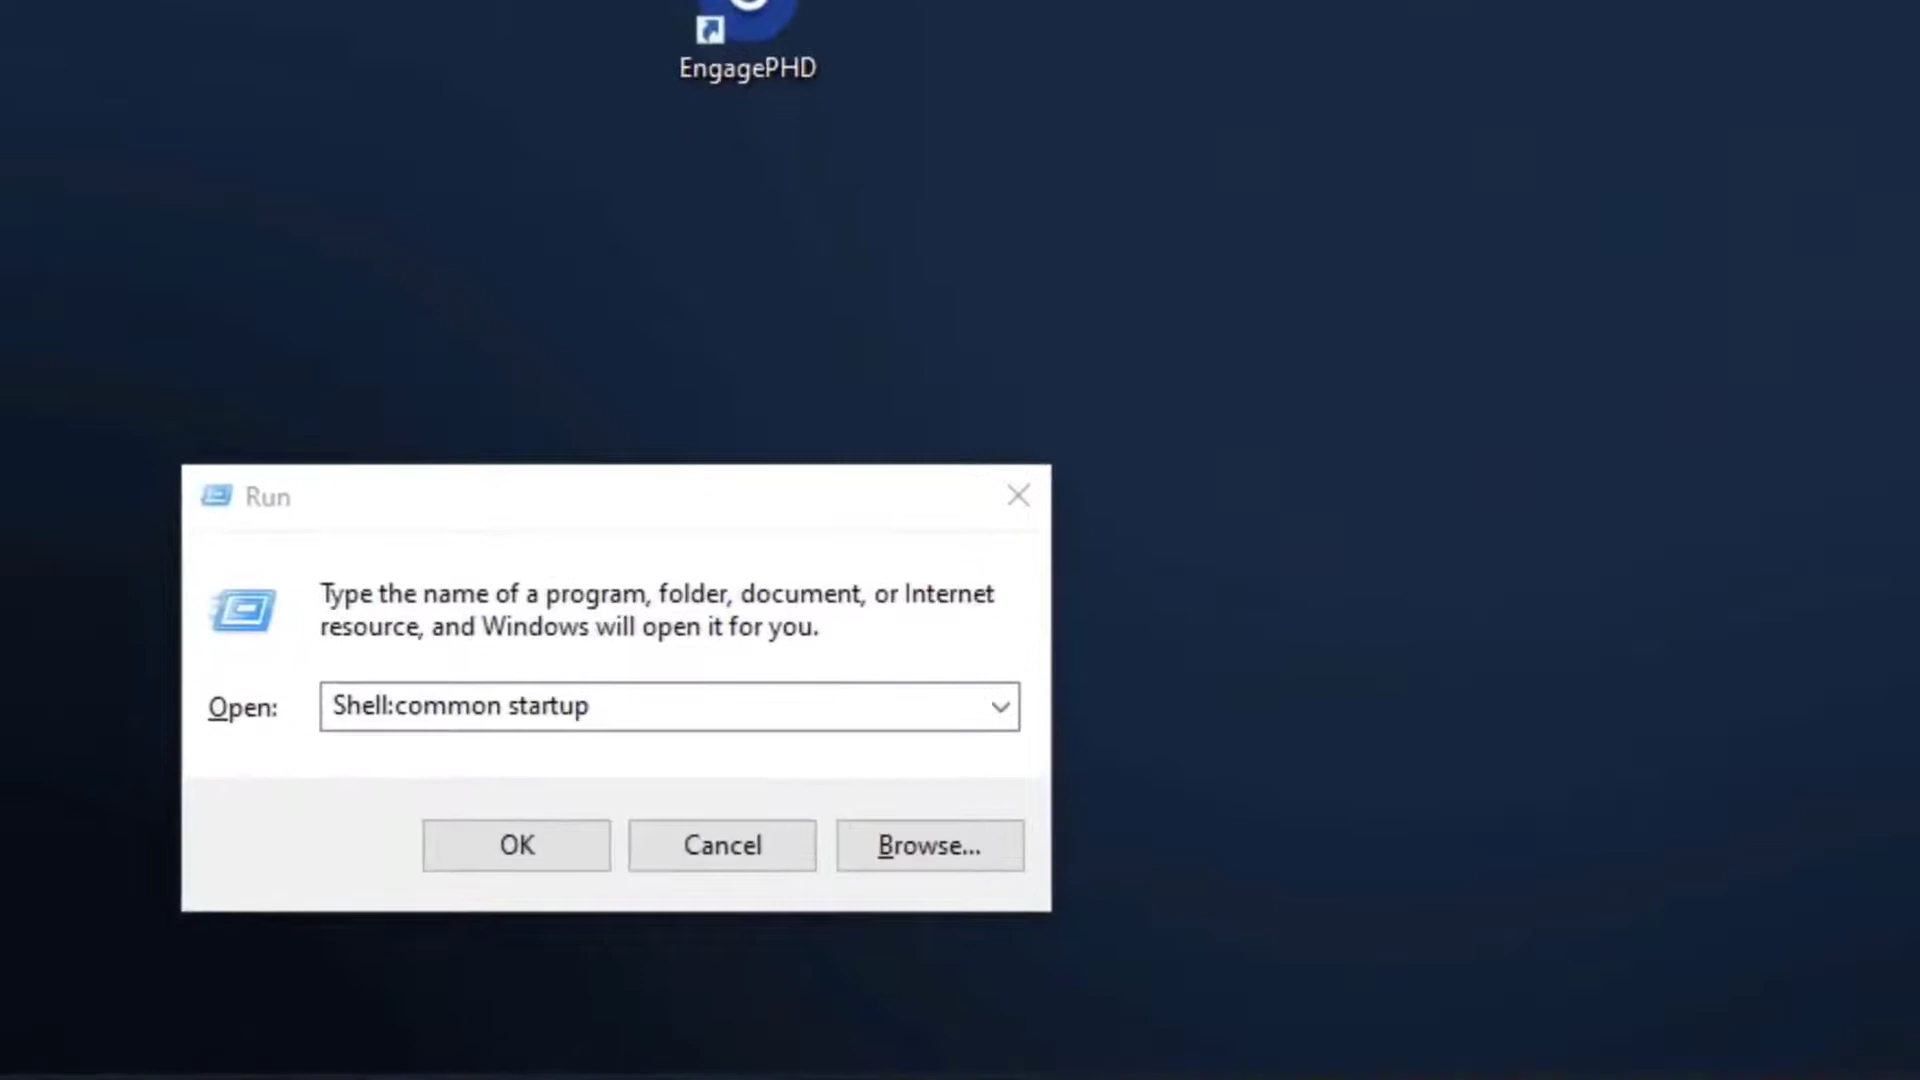 EngagePHD
Run
Type the name of a program, folder, document, or Internet
resource, and Windows will open it for you.
Open:
Shell:common startup
OK
Cancel
Browse...